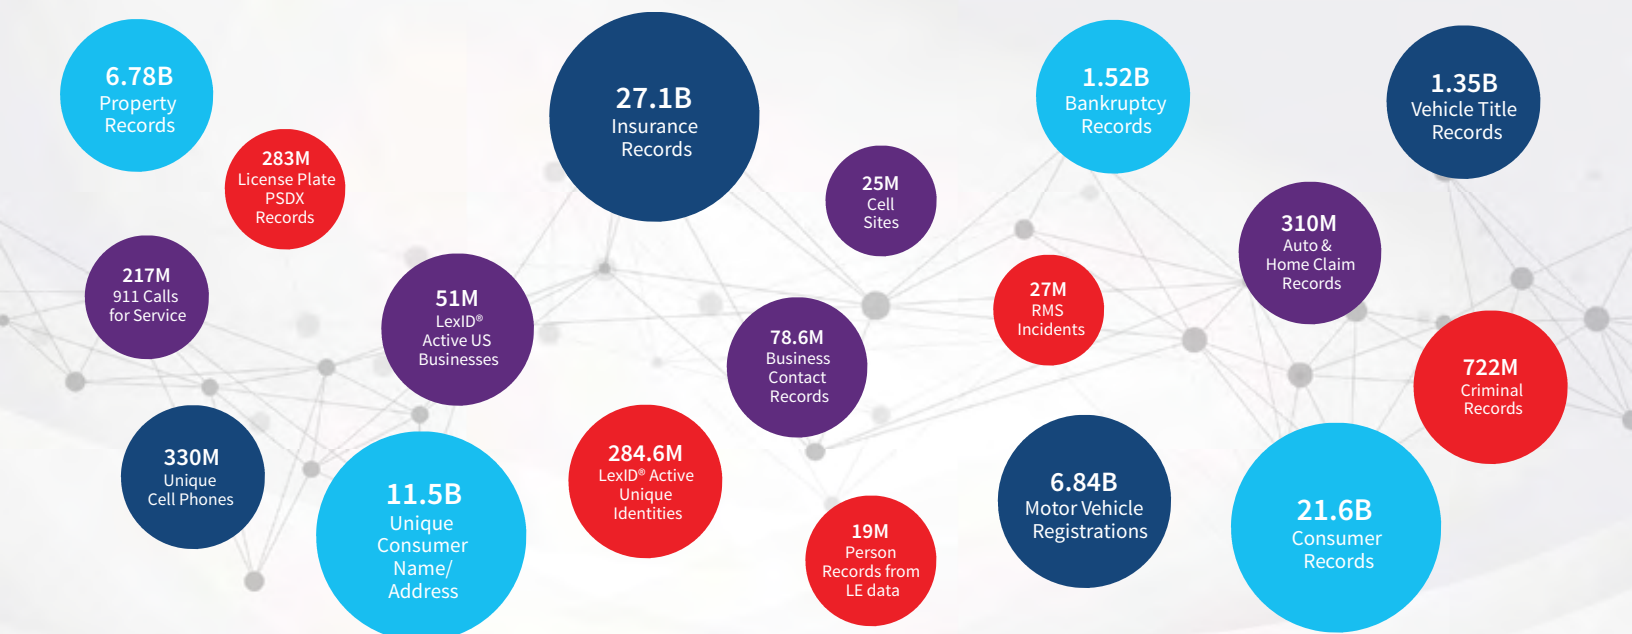 6.78B
Property
Records
283M
License Plate
PSDX
Records
27.1B
Insurance
Records
25M
Cell
Sites
1.52B
Bankruptcy
Records
1.35B
Vehicle Title
Records
217M
911 Calls
for Service
51M
LexID®
Active US
Businesses
78.6M
Business
Contact
Records
27M
RMS
Incidents
310M
Auto &
Home Claim
Records
722M
Criminal
Records
330M
Unique
Cell Phones
11.5B
Unique
Consumer
Name/
Address
284.6M
LexID® Active
Unique
Identities
19M
Person
Records from
LE data
6.84B
Motor Vehicle
Registrations
21.6B
Consumer
Records